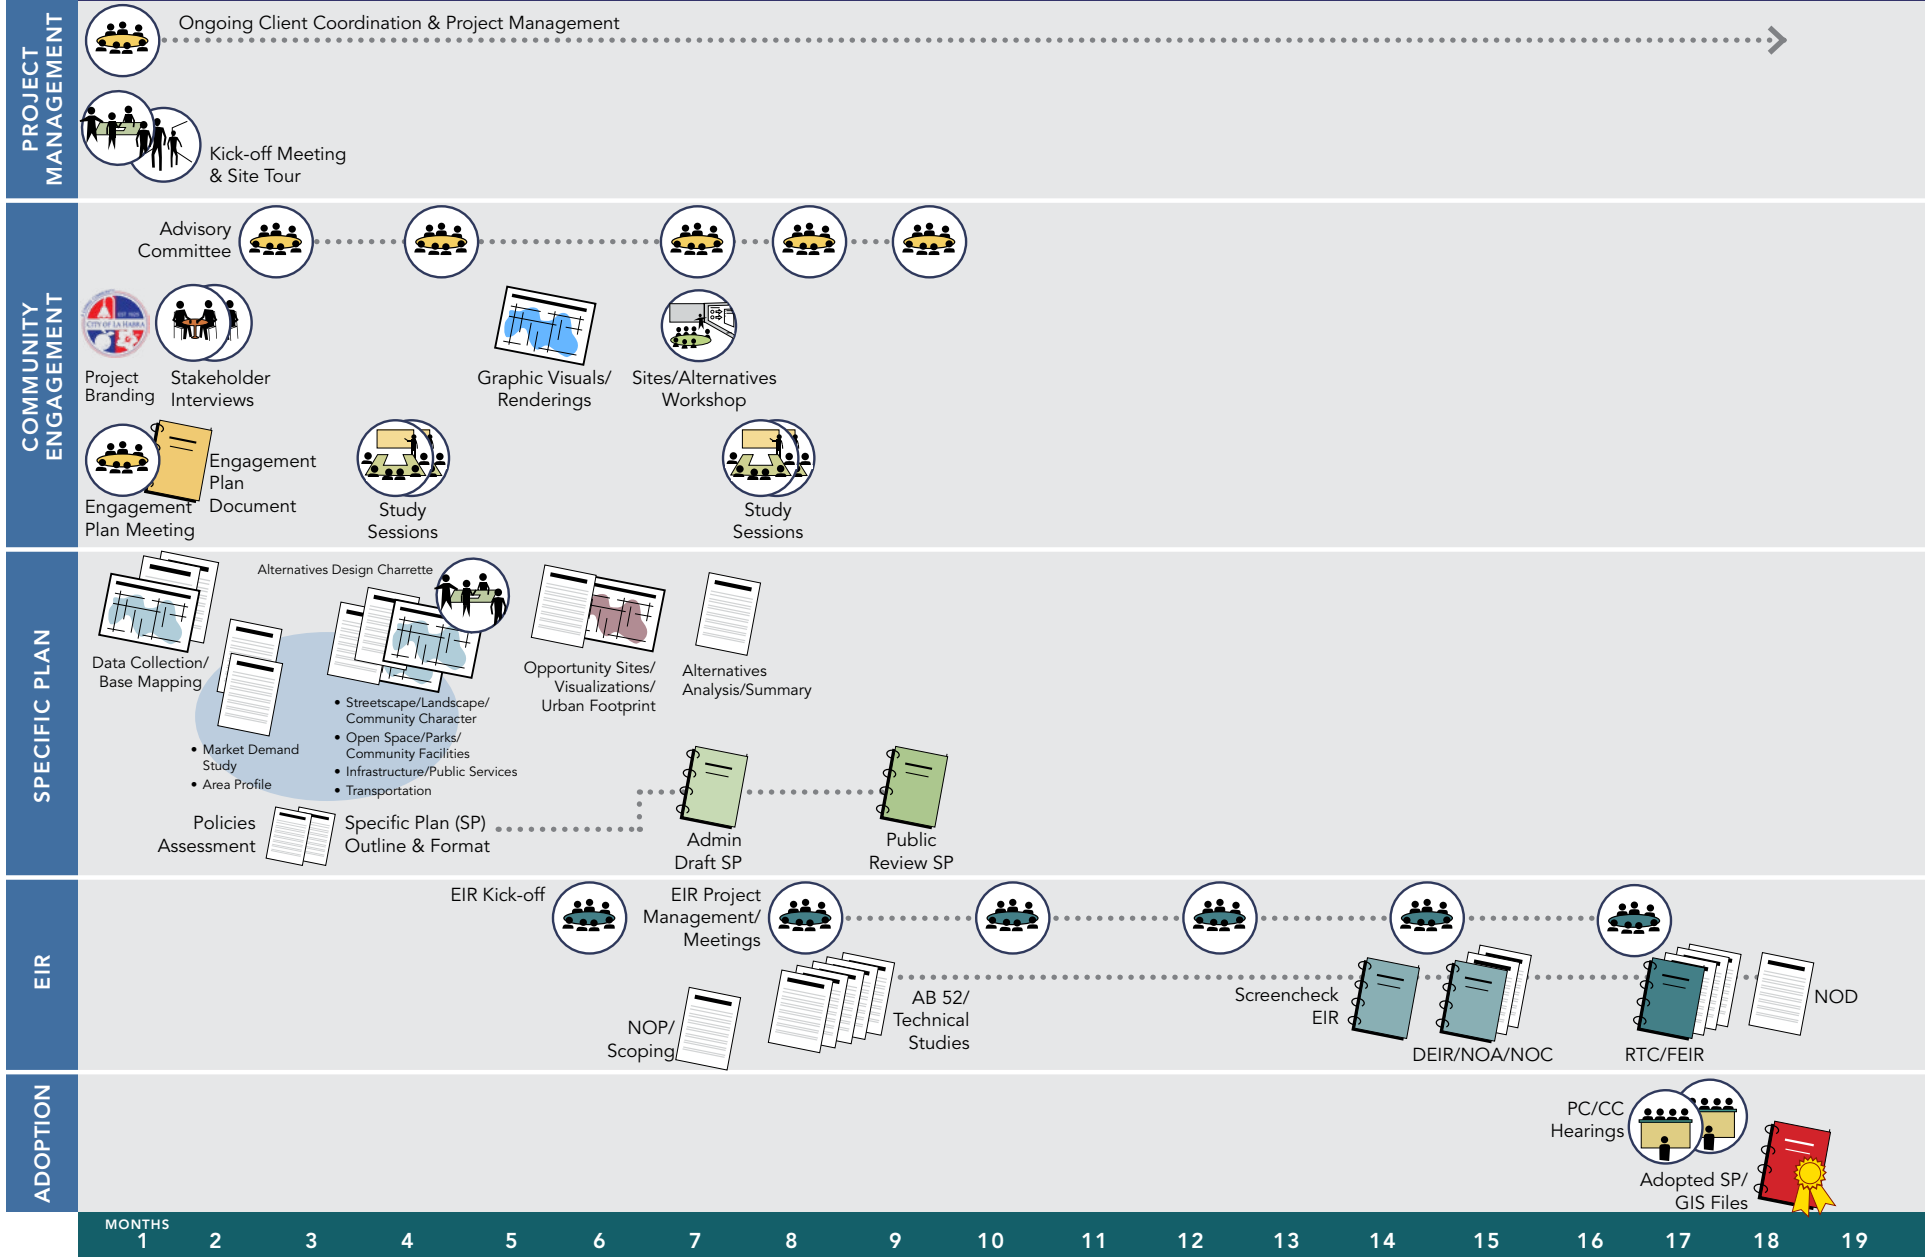 PROJECT
MANAGEMENT
Ongoing Client Coordination & Project Management
Kick-off Meeting
& Site Tour
COMMUNITY
ENGAGEMENT
Advisory
Committee
CITY OF LA HABRA
Project
Branding
Stakeholder
Interviews
Graphic Visuals/
Renderings
Sites/Alternatives
Workshop
Engagement
Plan
Document
Engagement
Plan Meeting
Study
Sessions
Study
Sessions
SPECIFIC PLAN
Alternatives Design Charrette
Data Collection/
Base Mapping
Opportunity Sites/
Visualizations/
Urban Footprint
Alternatives
Analysis/Summary
• Market Demand
Study
• Area Profile
• Streetscape/Landscape/
Community Character
• Open Space/Parks/
Community Facilities
• Infrastructure/Public Services
• Transportation
Policies
Assessment
Specific Plan (SP)
Outline & Format
Admin
Draft SP
Public
Review SP
EIR
EIR Kick-off
EIR Project
Management/
Meetings
NOP/
Scoping
AB 52/
Technical
Studies
Screencheck
EIR
DEIR/NOA/NOC
RTC/FEIR
NOD
ADOPTION
PC/CC
Hearings
Adopted SP/
GIS Files
MONTHS
1 2 3 4 5 6 7 8 9 10 11 12 13 14 15 16 17 18 19